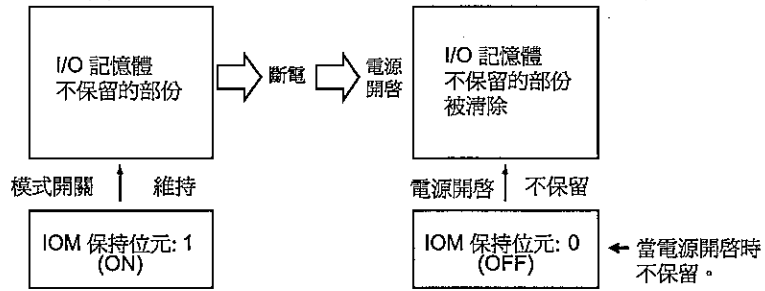 I/O 記憶體
不保留的部份
斷電
電源
開啓
I/O 記憶體
不保留的部份
被清除
模式開關
維持
電源開啓
不保留
IOM 保持位元: 1
(ON)
IOM 保持位元: 0
(OFF)
當電源開啓時
不保留。